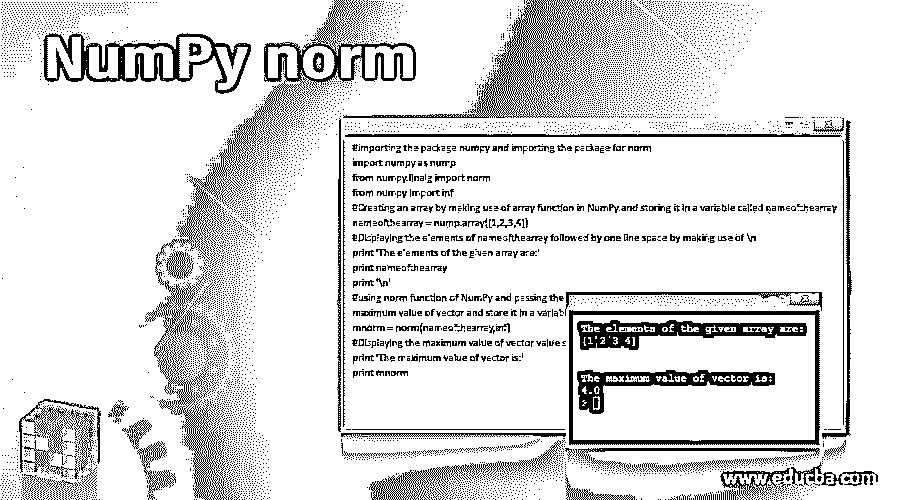 NumPy norm
#Importing the package numpy and importing the package for norm
import numpy as nump
from numpy.linalg import norm
from numpy import inf
#Creating an array by making use of array function in NumPy and storing it in a variable called nameofthearray
nameofthearray = nump.array([1,2,3,4])
#Displaying the elements of nameofthearray followed by one line space by making use of \n
print 'The elements of the given array are:'
print nameofthearray
print '\n'
#using norm function of NumPy and passing the
maximum value of vector and store it in a variabl
mnorm = norm(nameofthearray,inf)
#Displaying the maximum value of vector value s
print 'The maximum value of vector is:'
print mnorm
The elements of the given array are:
[1 2 3 4]
The maximum value of vector is:
4.0
>
www.educba.com